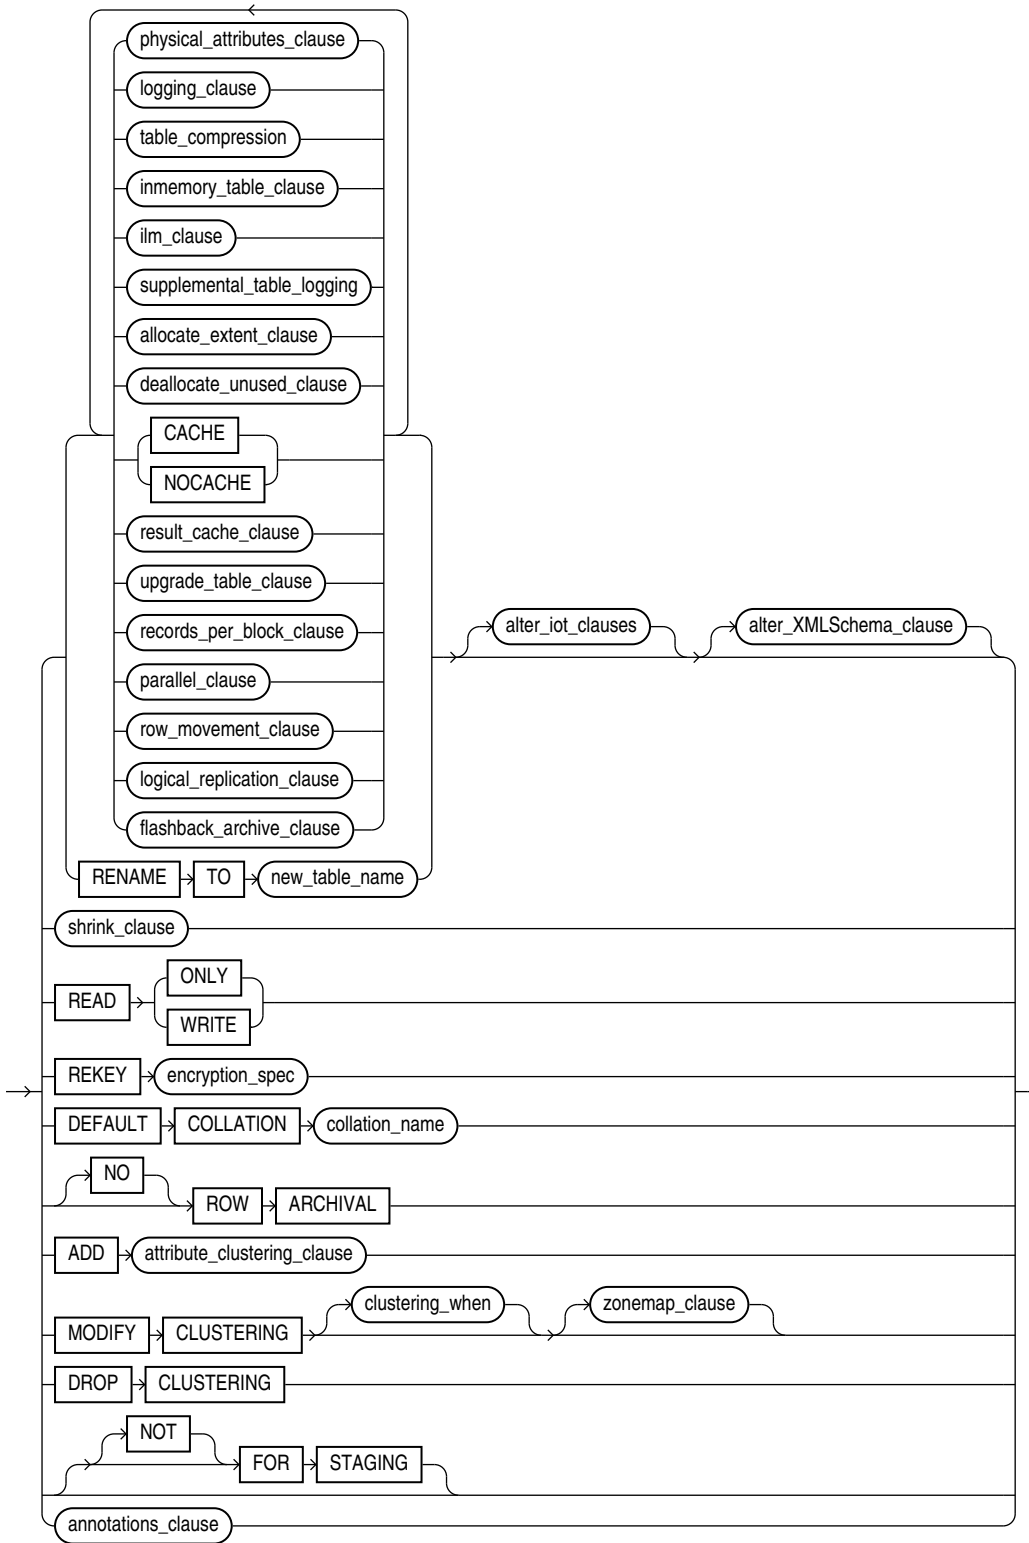 physical_attributes_clause
logging_clause
table_compression
inmemory_table_clause
ilm_clause
supplemental_table_logging
allocate_extent_clause
deallocate_unused_clause
CACHE
NOCACHE
result_cache_clause
upgrade_table_clause
records_per_block_clause
alter_iot_clauses alter_XMLSchema_clause
parallel_clause
row_movement_clause
logical_replication_clause
flashback_archive_clause
RENAME TO new_table_name
shrink_clause
READ ONLY
WRITE
REKEY encryption_spec
DEFAULT COLLATION collation_name
NO
ROW ARCHIVAL
ADD attribute_clustering_clause
clustering_when zonemap_clause
MODIFY CLUSTERING
DROP CLUSTERING
NOT
FOR STAGING
annotations_clause